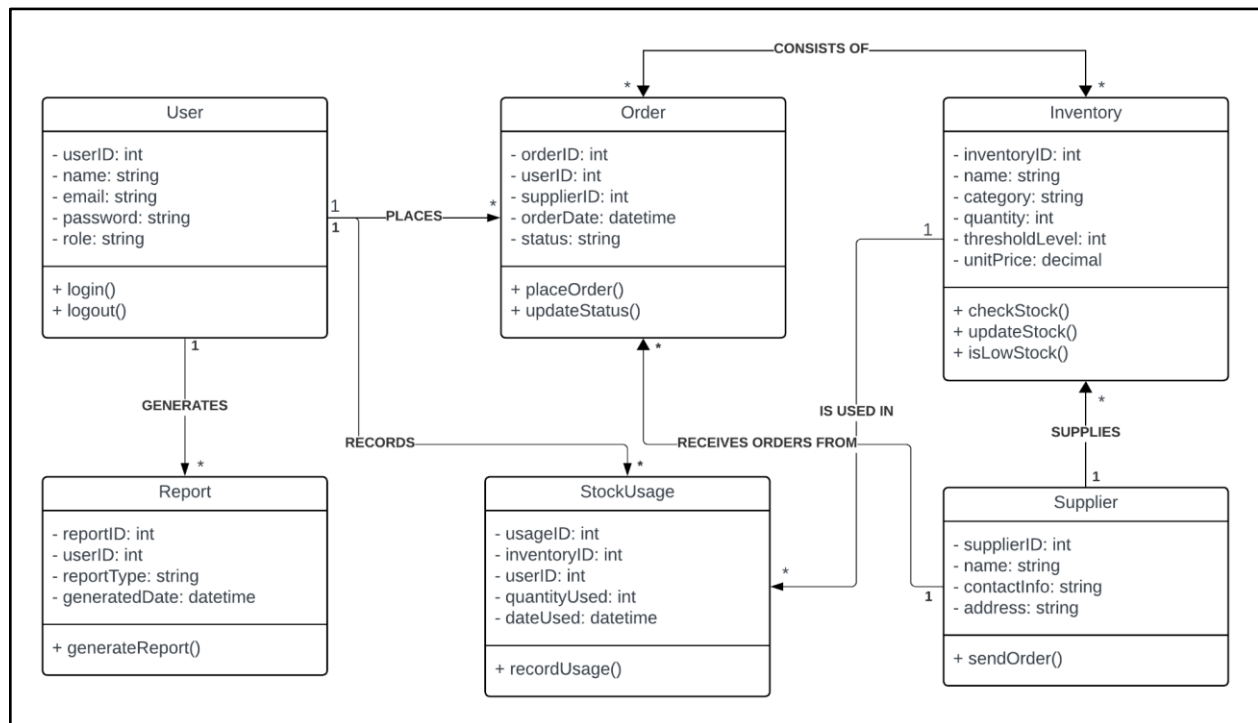 CONSISTS OF
*
*
User
- userID: int
- name: string
- email: string
- password: string
- role: string
+ login()
+ logout()
1
1
PLACES
*
Order
- orderID: int
- userID: int
- supplierID: int
- orderDate: datetime
- status: string
+ placeOrder()
+ updateStatus()
*
Inventory
- inventoryID: int
- name: string
- category: string
- quantity: int
- thresholdLevel: int
- unitPrice: decimal
+ checkStock()
+ updateStock()
+ isLowStock()
1
*
1
GENERATES
*
RECORDS
*
IS USED IN
RECEIVES ORDERS FROM
SUPPLIES
1
Report
- reportID: int
- userID: int
- reportType: string
- generatedDate: datetime
+ generateReport()
StockUsage
- usageID: int
- inventoryID: int
- userID: int
- quantityUsed: int
- dateUsed: datetime
+ recordUsage()
*
1
Supplier
- supplierID: int
- name: string
- contactInfo: string
- address: string
+ sendOrder()